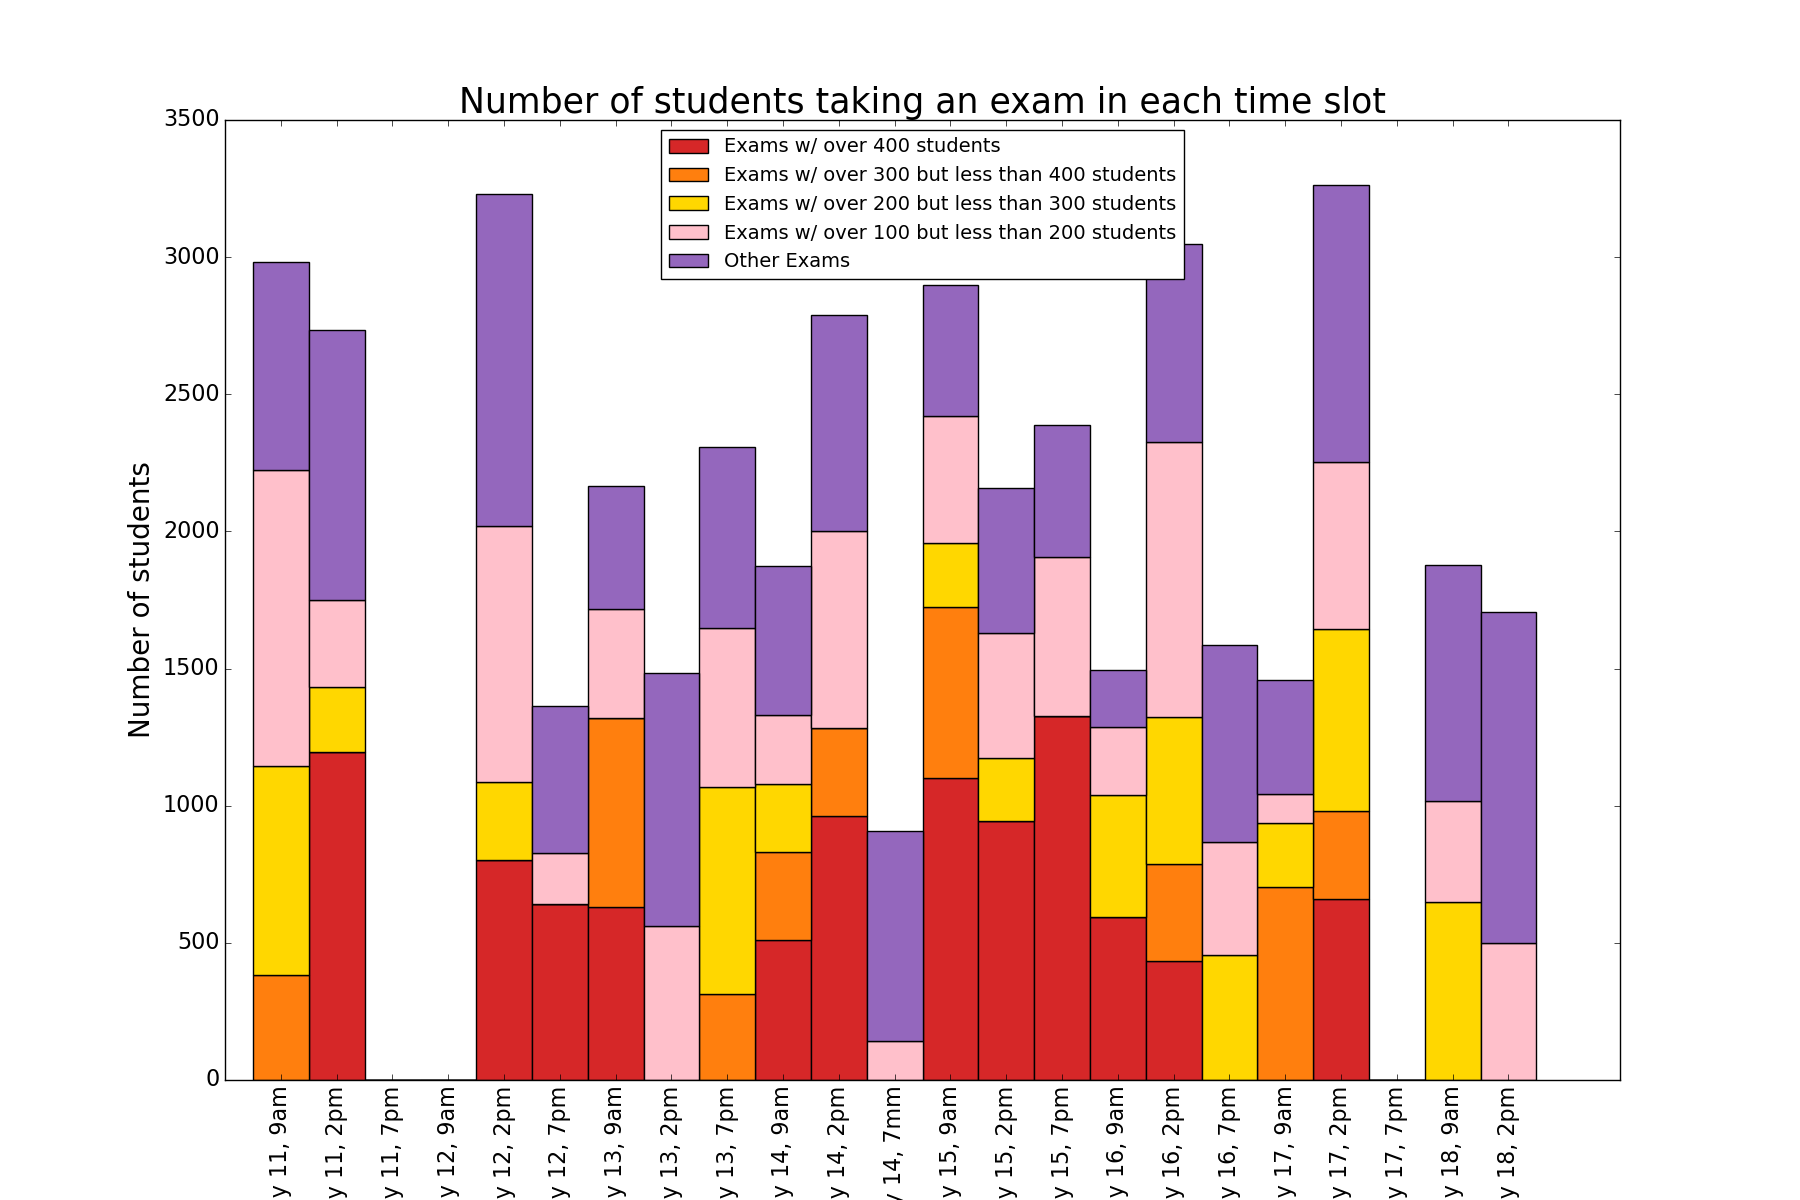 Number of students taking an exam in each time slot
Exams w/ over 400 students
Exams w/ over 300 but less than 400 students
Exams w/ over 200 but less than 300 students
Exams w/ over 100 but less than 200 students
Other Exams
Number of students
3500
3000
2500
2000
1500
1000
500
0
y 11, 9am
y 11, 2pm
y 11, 7pm
y 12, 9am
y 12, 2pm
y 12, 7pm
y 13, 9am
y 13, 2pm
y 13, 7pm
y 14, 9am
y 14, 2pm
y 14, 7mm
y 15, 9am
y 15, 2pm
y 15, 7pm
y 16, 9am
y 16, 2pm
y 16, 7pm
y 17, 9am
y 17, 2pm
y 17, 7pm
y 18, 9am
y 18, 2pm